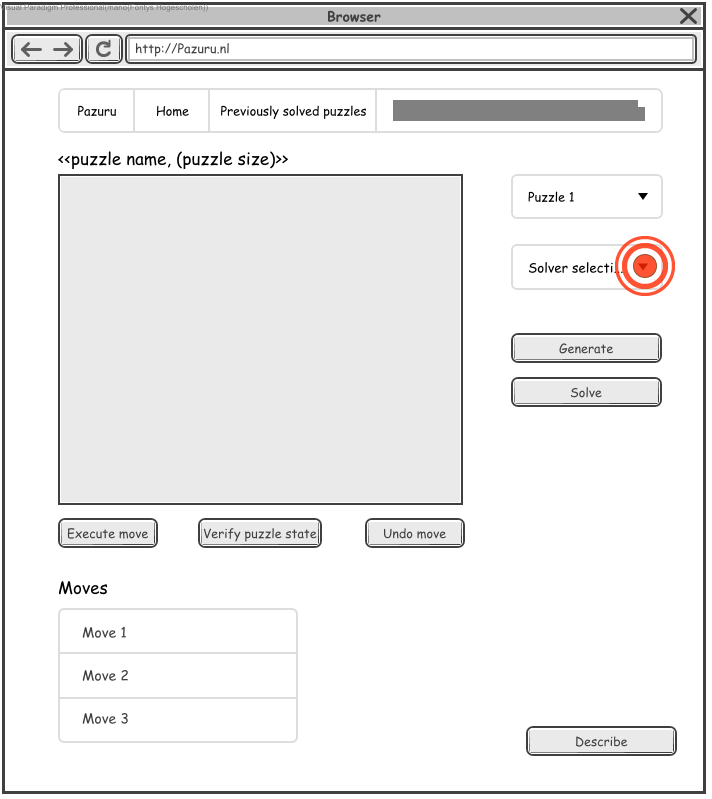 Visual Paradigm Professional(mano(Fontys Hogescholen))
Browser
http://Pazuru.nl
Pazuru Home Previously solved puzzles
<<puzzle name, (puzzle size)>>
Puzzle 1
Solver selecti...
Generate
Solve
Execute move Verify puzzle state Undo move
Moves
Move 1
Move 2
Move 3
Describe